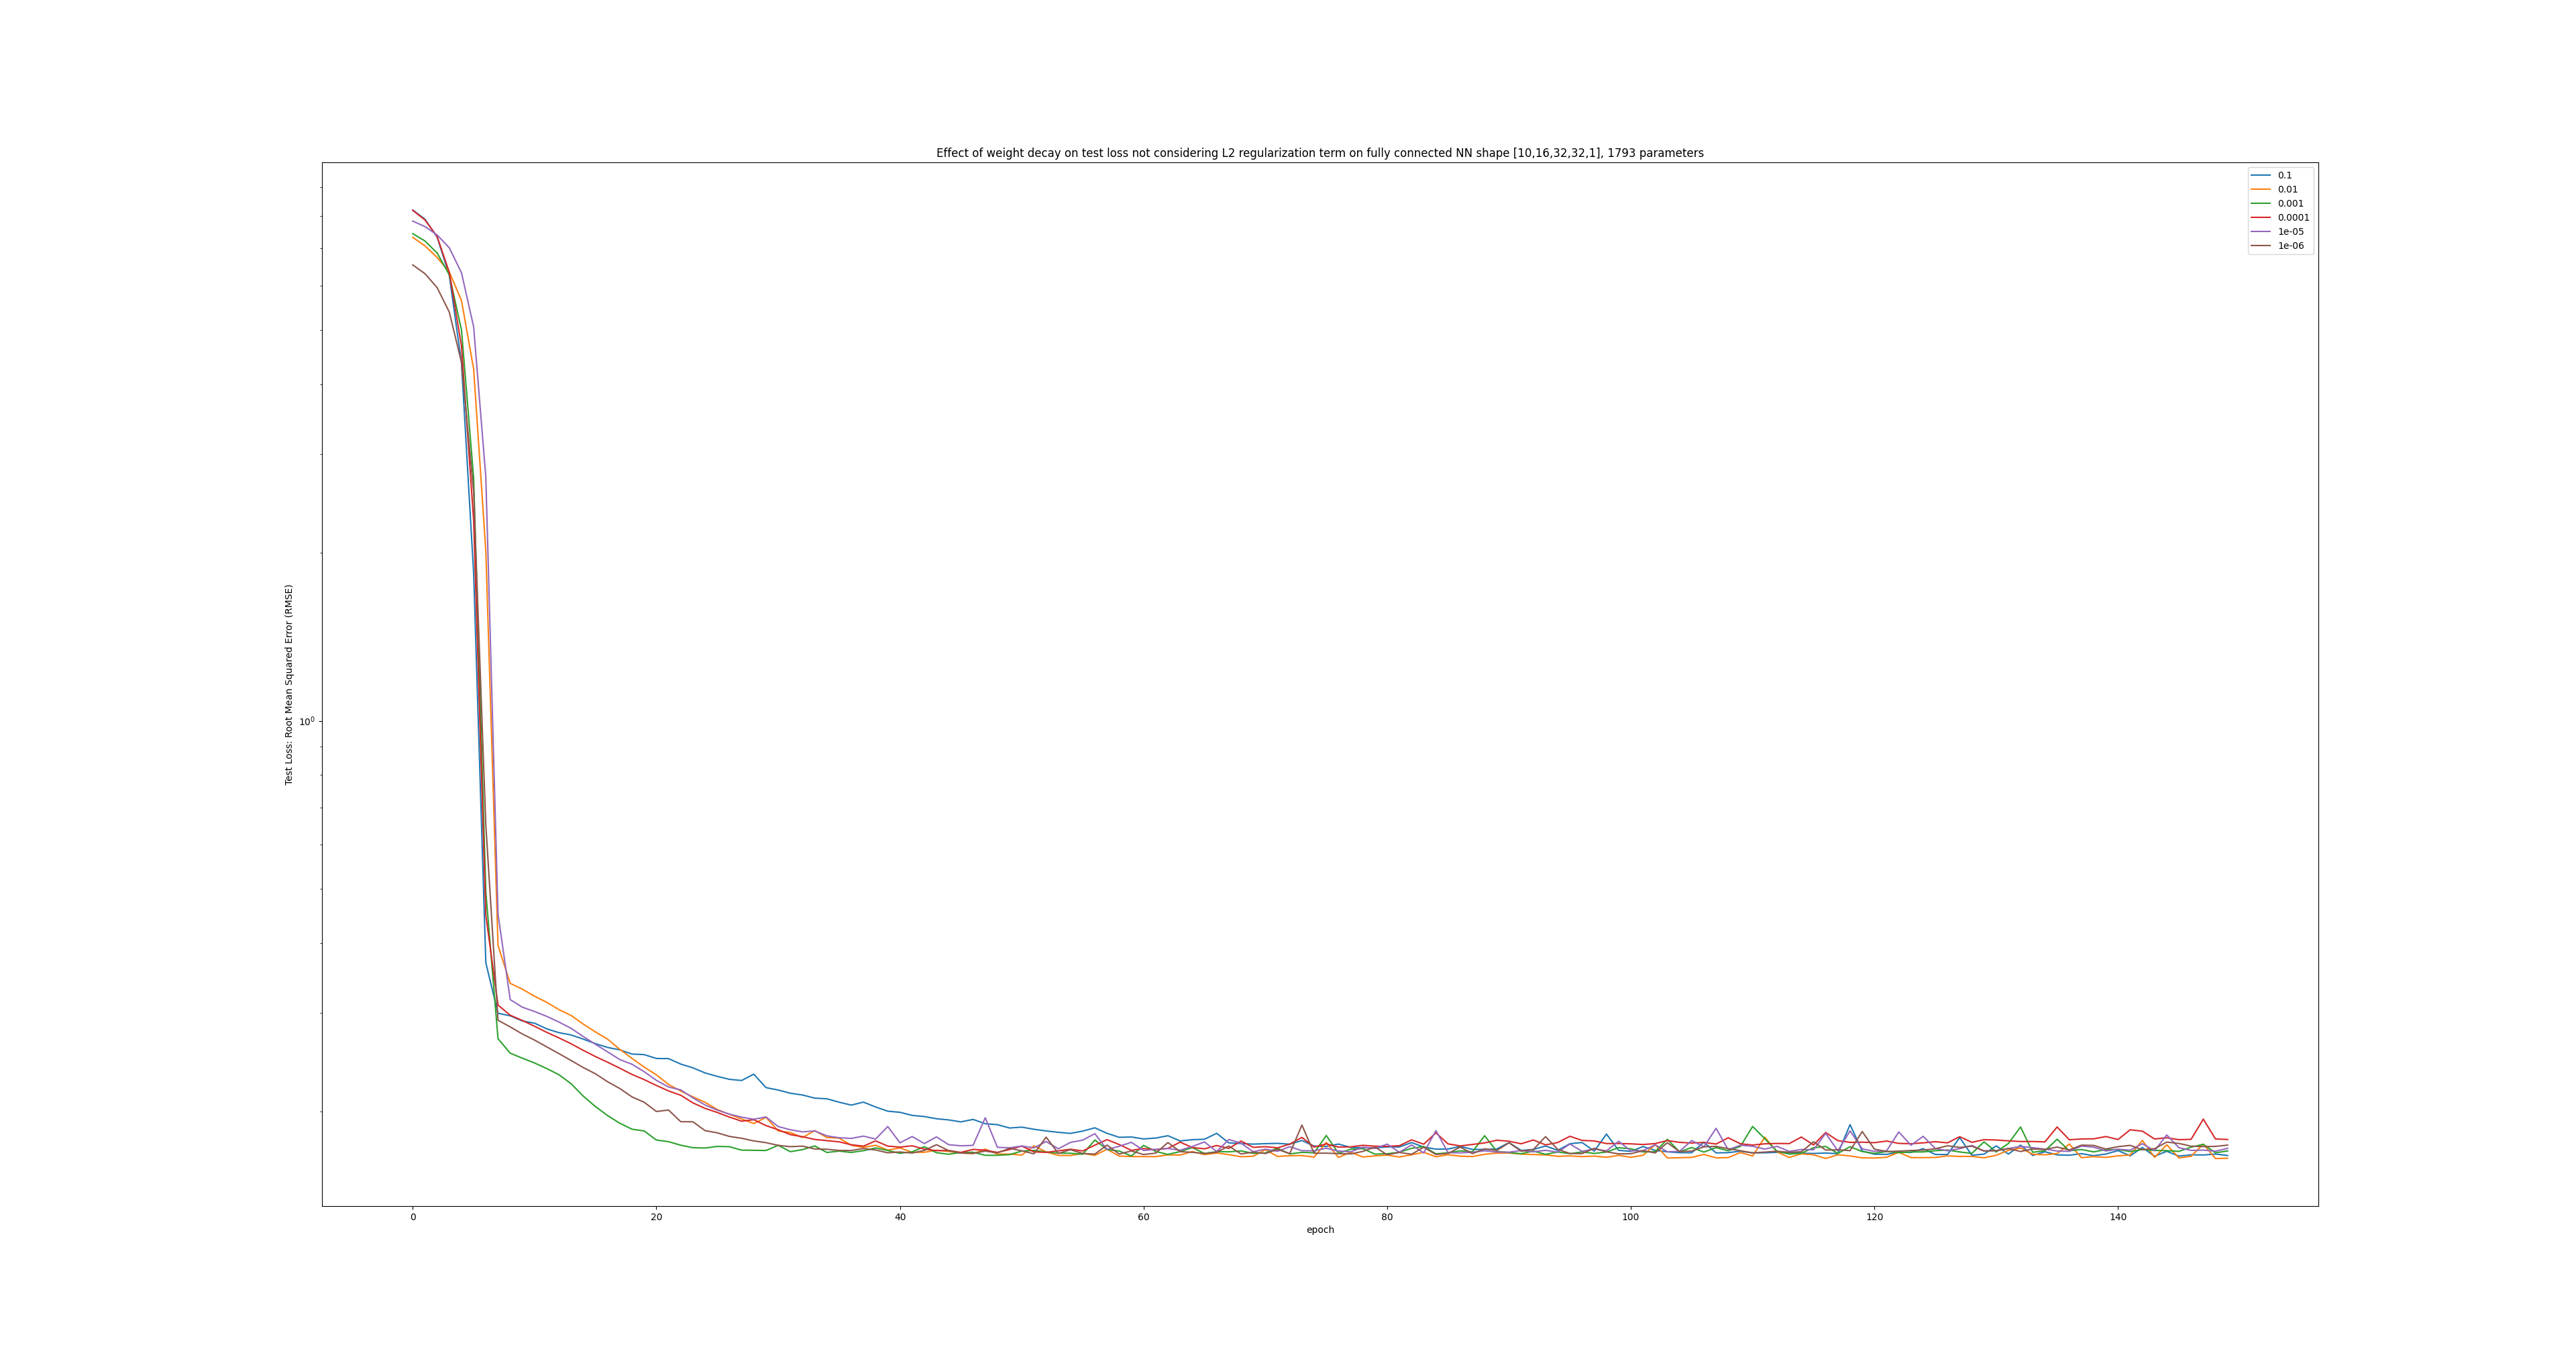 Effect of weight decay on test loss not considering L2 regularization term on fully connected NN shape [10,16,32,32,1], 1793 parameters
0.1
0.01
0.001
0.0001
1e-05
1e-06
Test Loss: Root Mean Squared Error (RMSE)
10⁰
0 20 40 60 80 100 120 140
epoch